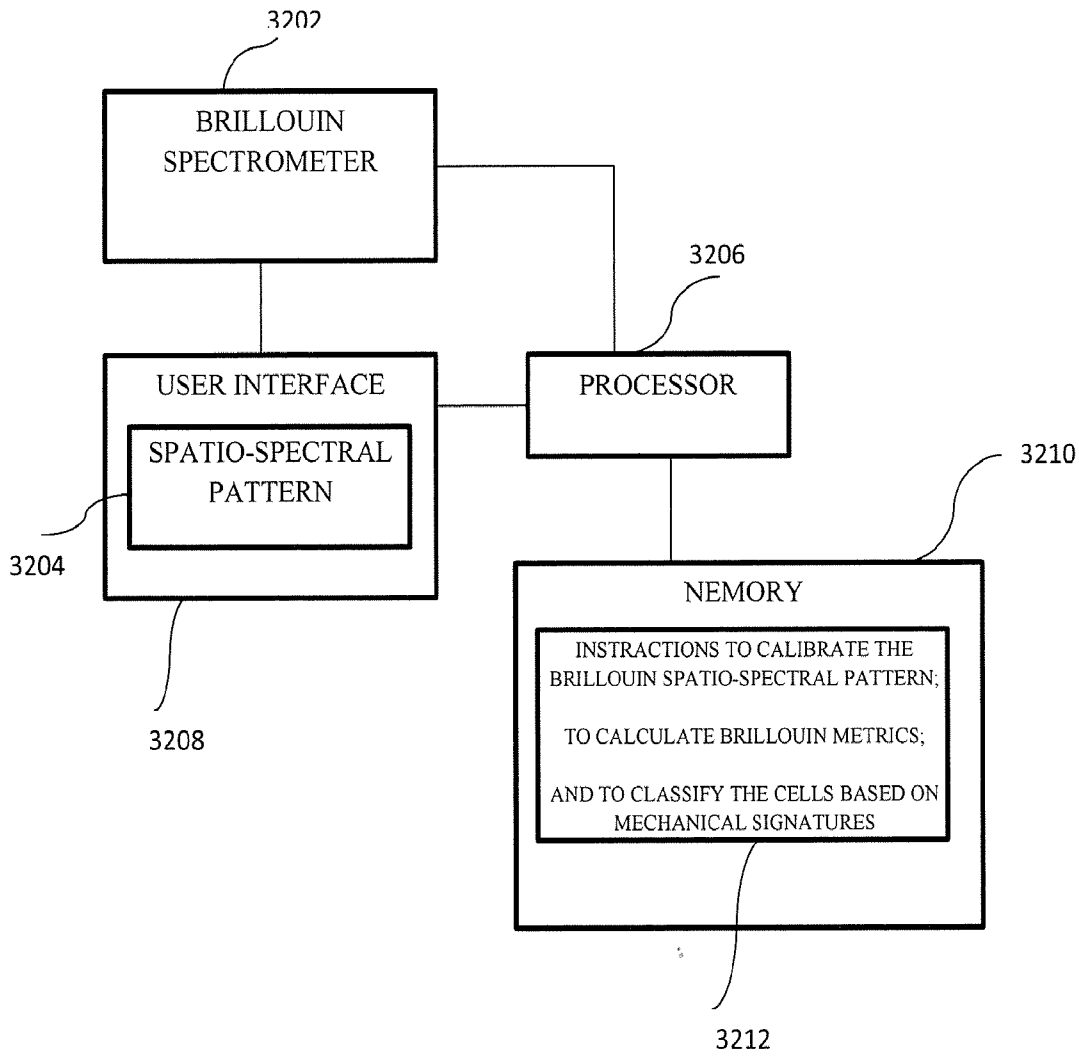 3202
BRILLOUIN
SPECTROMETER
3206
USER INTERFACE
PROCESSOR
SPATIO-SPECTRAL
PATTERN
3210
3204
NEMORY
INSTRACTIONS TO CALIBRATE THE
BRILLOUIN SPATIO-SPECTRAL PATTERN;
TO CALCULATE BRILLOUIN METRICS;
AND TO CLASSIFY THE CELLS BASED ON
MECHANICAL SIGNATURES
3208
3212